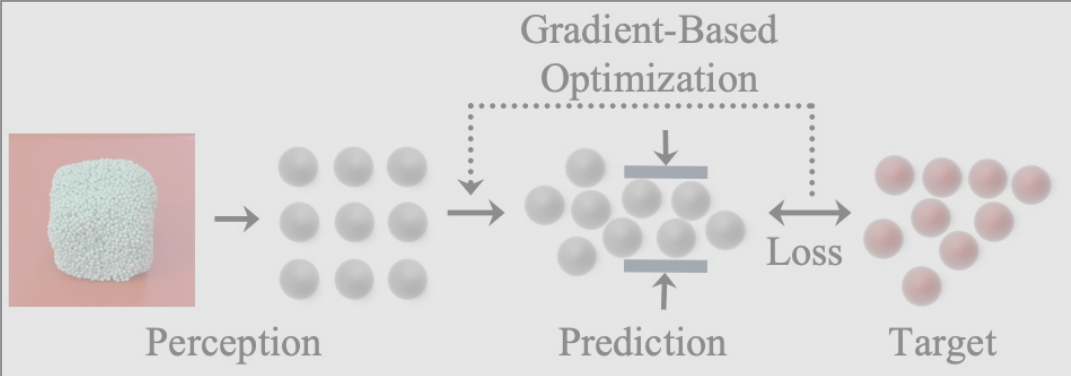 Gradient-Based
Optimization
Loss
Perception
Prediction
Target